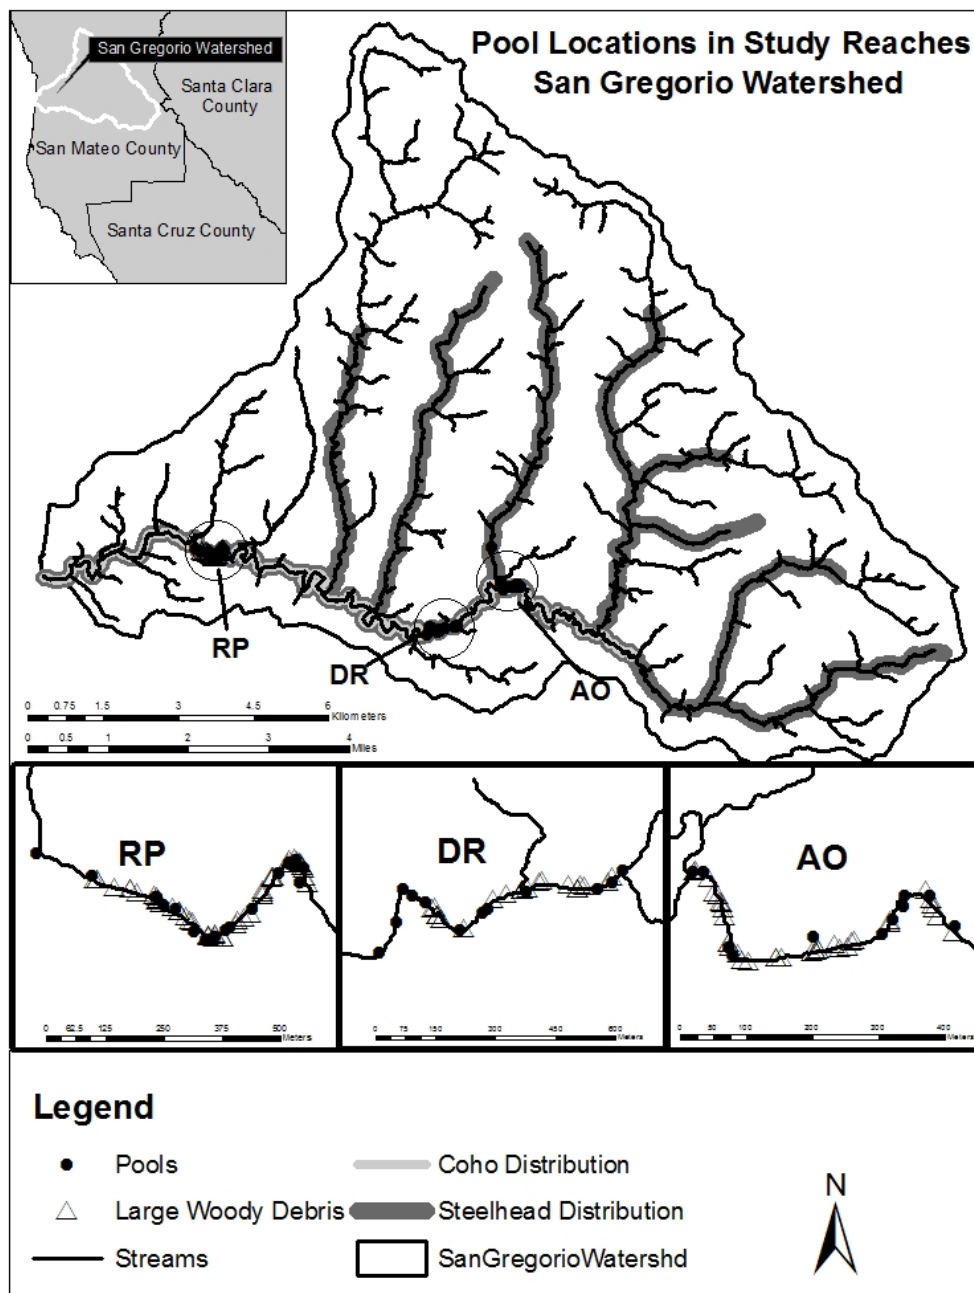 Pool Locations in Study Reaches
San Gregorio Watershed
San Gregorio Watershed
Santa Clara
County
San Mateo County
Santa Cruz County
RP
DR
AO
0 0.75 1.5 3 4.5 6
Kilometers
0 0.5 1 2 3 4
Miles
RP
0 62.5 125 250 375 500
Meters
DR
0 75 150 300 450 600
Meters
AO
0 50 100 200 300 400
Meters
Legend
Pools
Coho Distribution
Large Woody Debris
Steelhead Distribution
Streams
SanGregorioWatershd
N